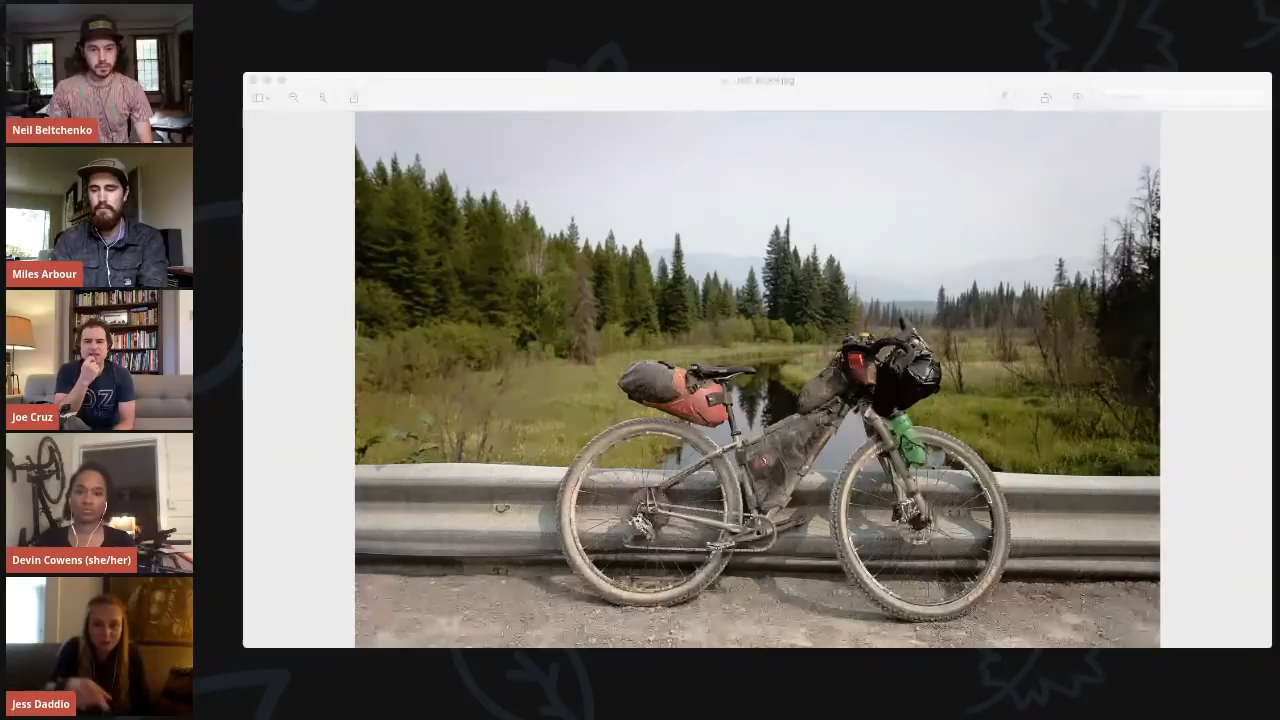 Neil Beltchenko
Miles Arbour
Joe Cruz
Devin Cowens (she/her)
Jess Daddio